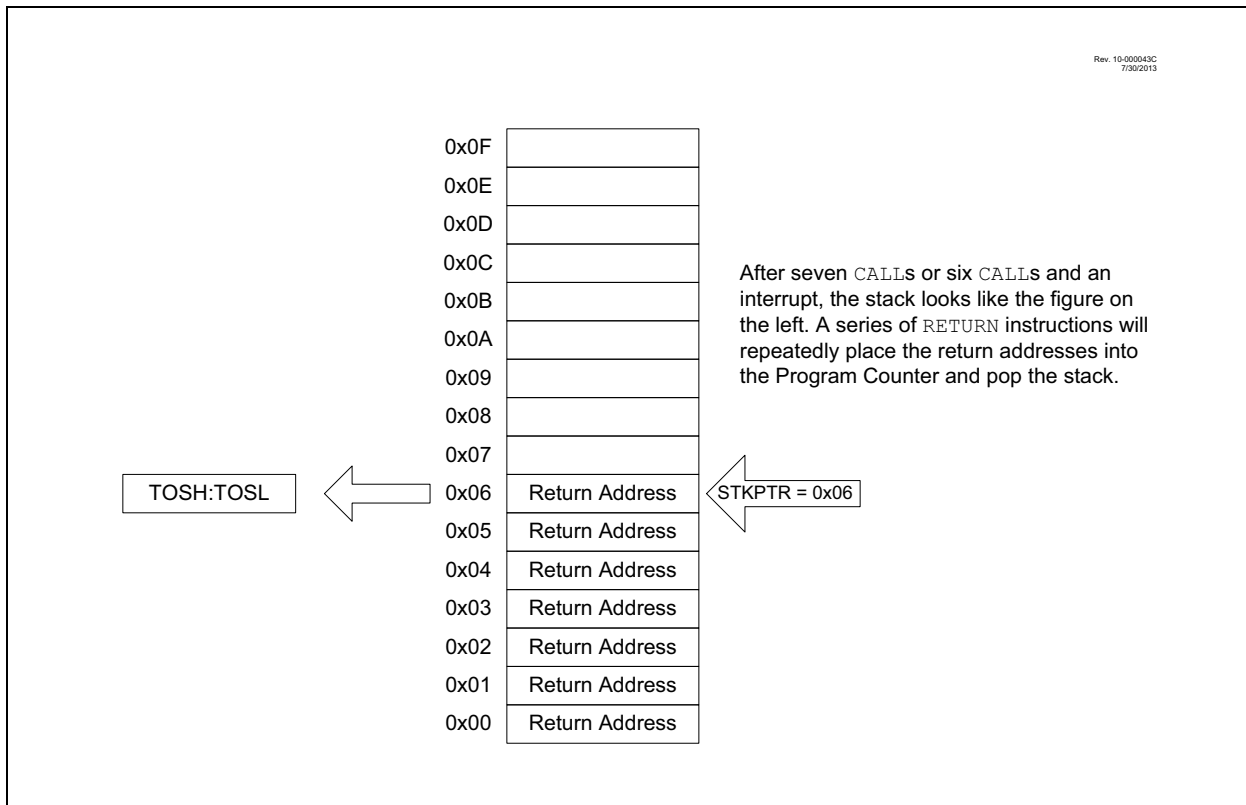 Rev. 10-000043C
7/30/2013
0x0F
0x0E
0x0D
0x0C
0x0B
0x0A
0x09
0x08
0x07
After seven CALLs or six CALLs and an
interrupt, the stack looks like the figure on
the left. A series of RETURN instructions will
repeatedly place the return addresses into
the Program Counter and pop the stack.
TOSH:TOSL
0x06 Return Address STKPTR = 0x06
0x05 Return Address
0x04 Return Address
0x03 Return Address
0x02 Return Address
0x01 Return Address
0x00 Return Address